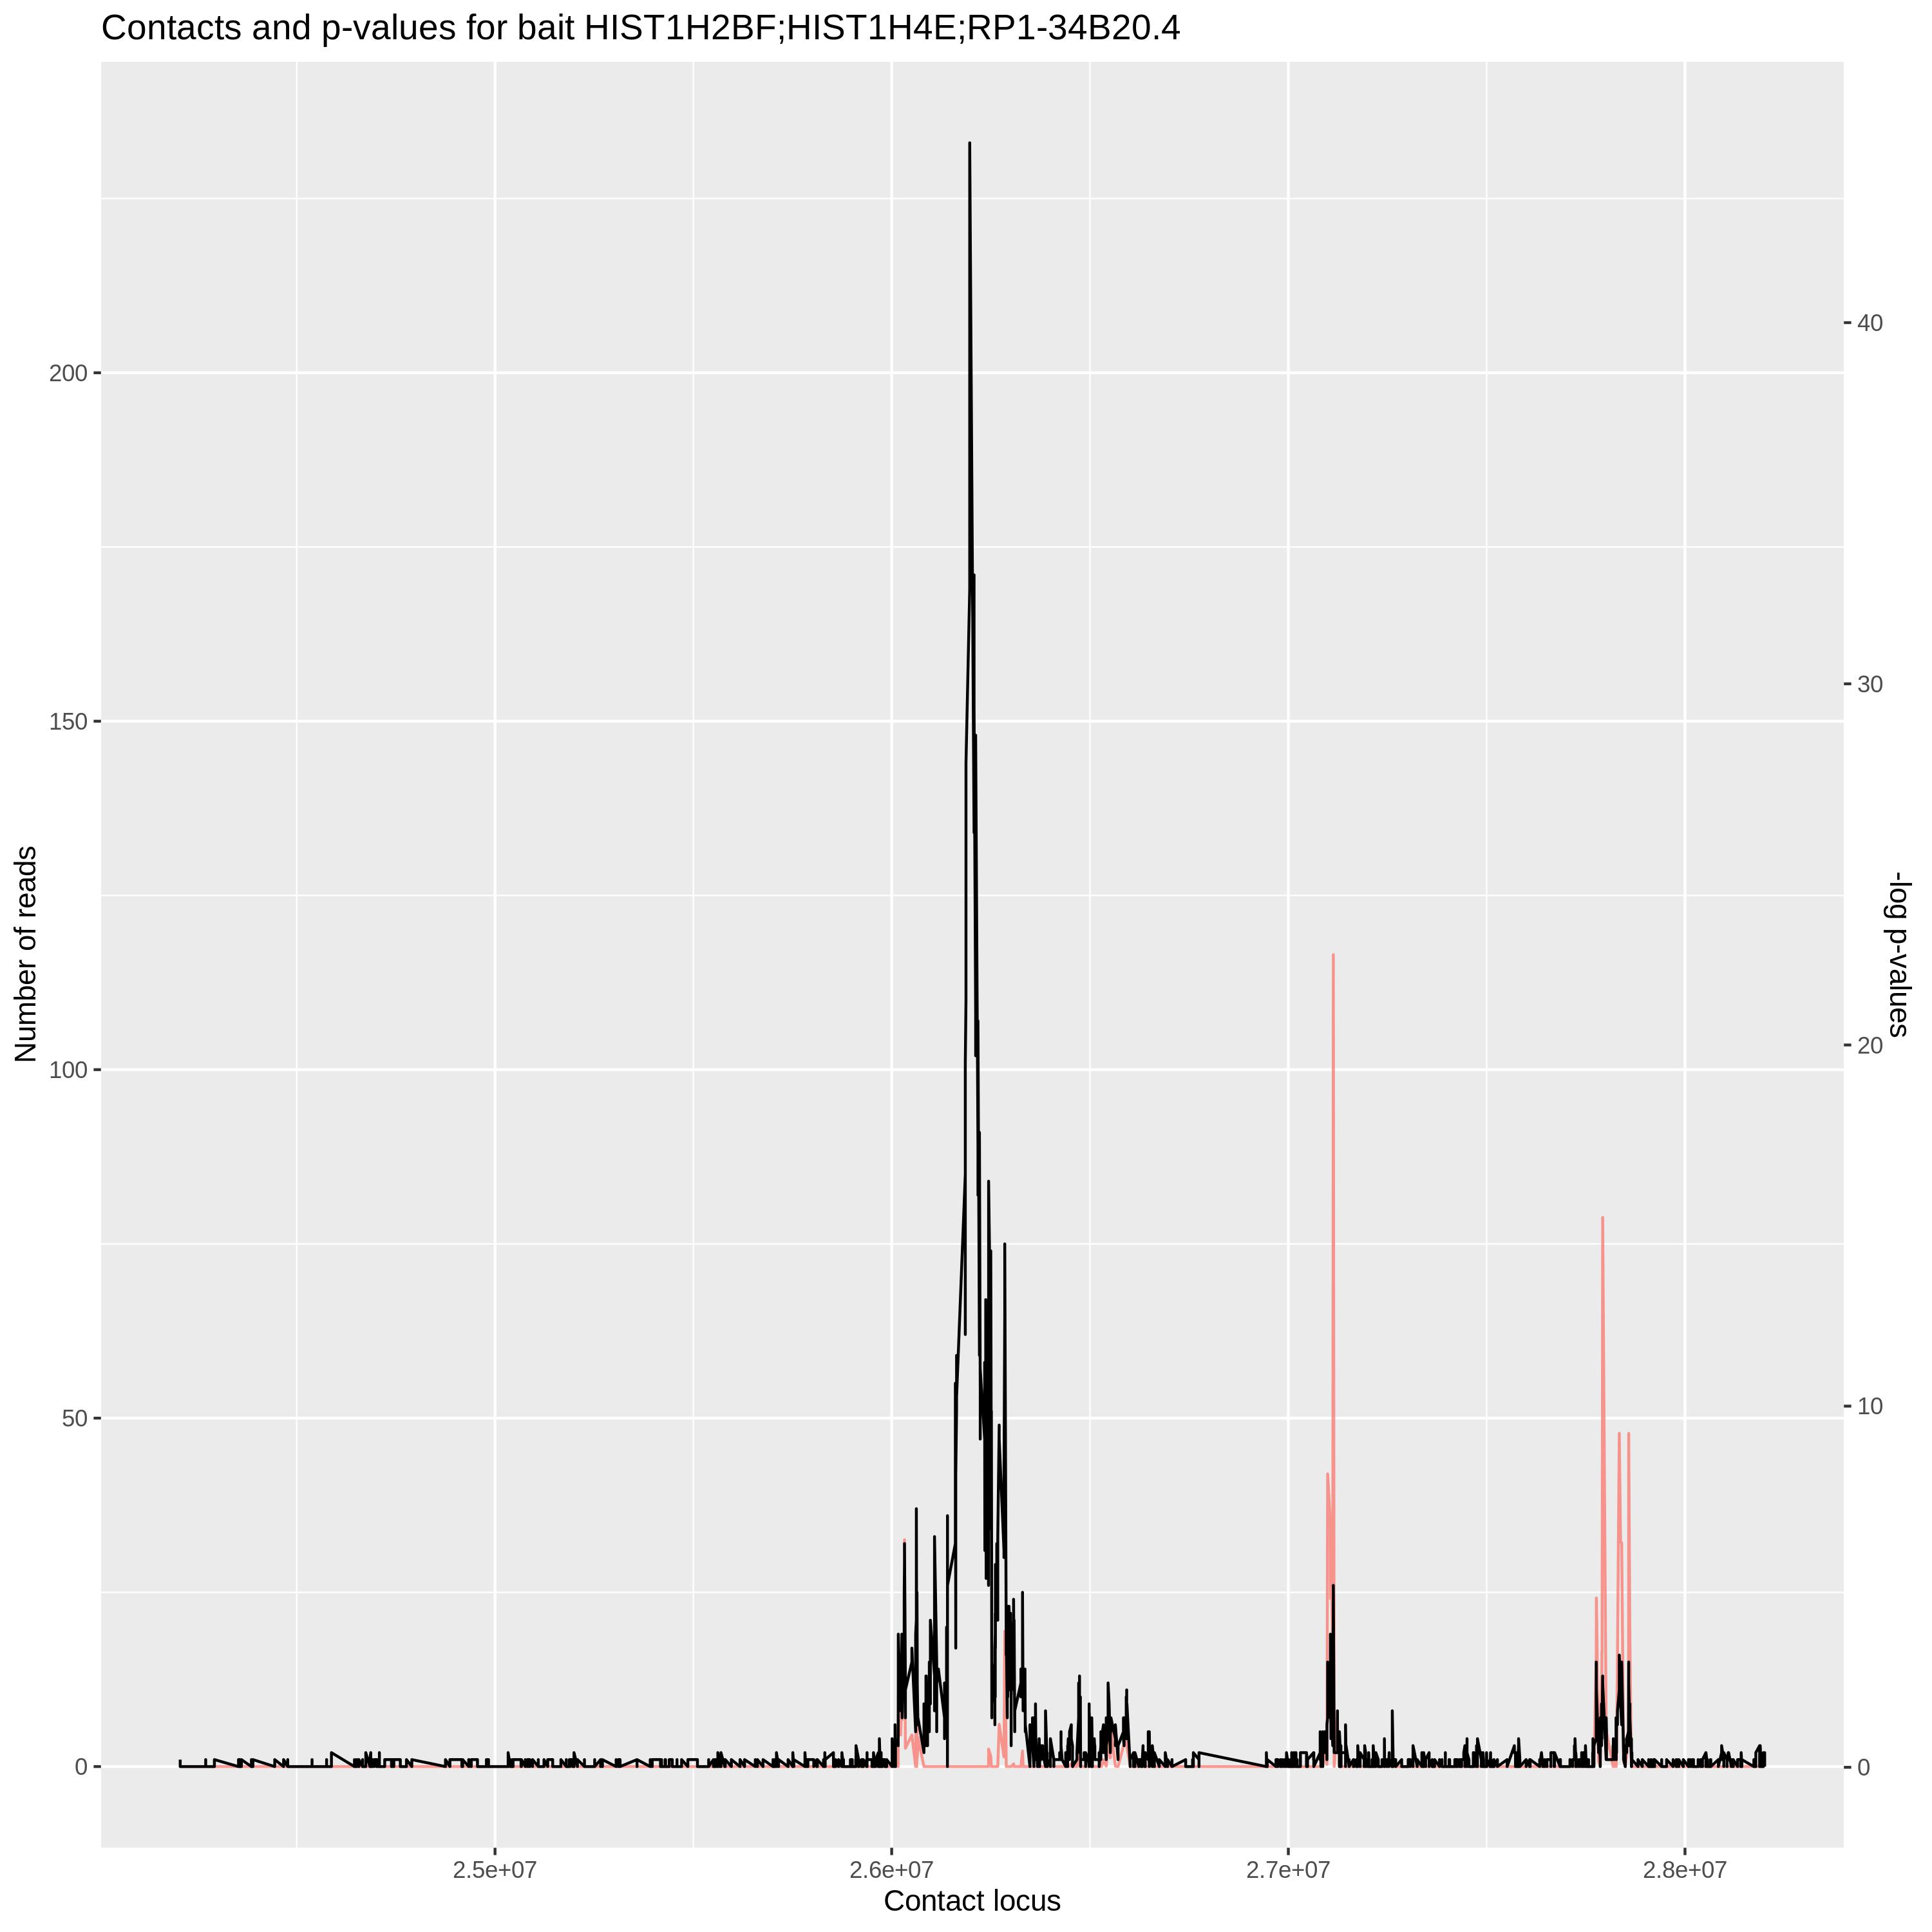 Contacts and p-values for bait HIST1H2BF;HIST1H4E;RP1-34B20.4
Number of reads
200
150
100
50
0
40
30
20
10
0
-log p-values
2.5e+07 2.6e+07 2.7e+07 2.8e+07
Contact locus